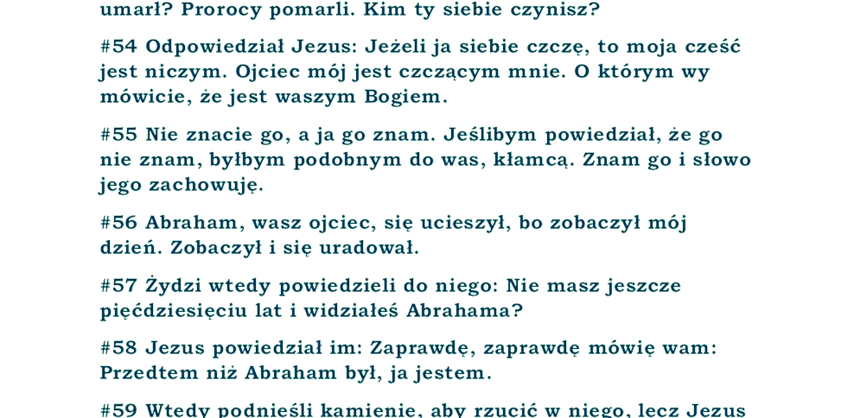 umarł? Prorocy pomarli. Kim ty siebie czynisz?
#54 Odpowiedział Jezus: Jeżeli ja siebie czczę, to moja cześć
jest niczym. Ojciec mój jest czczącym mnie. O którym wy
mówicie, że jest waszym Bogiem.
#55 Nie znacie go, a ja go znam. Jeślibym powiedział, że go
nie znam, byłbym podobnym do was, kłamcą. Znam go i słowo
jego zachowuję.
#56 Abraham, wasz ojciec, się ucieszył, bo zobaczył mój
dzień. Zobaczył i się uradował.
#57 Żydzi wtedy powiedzieli do niego: Nie masz jeszcze
pięćdziesięciu lat i widziałeś Abrahama?
#58 Jezus powiedział im: Zaprawdę, zaprawdę mówię wam:
Przedtem niż Abraham był, ja jestem.
#59 Wtedy podnieśli kamienie, aby rzucić w niego, lecz Jezus